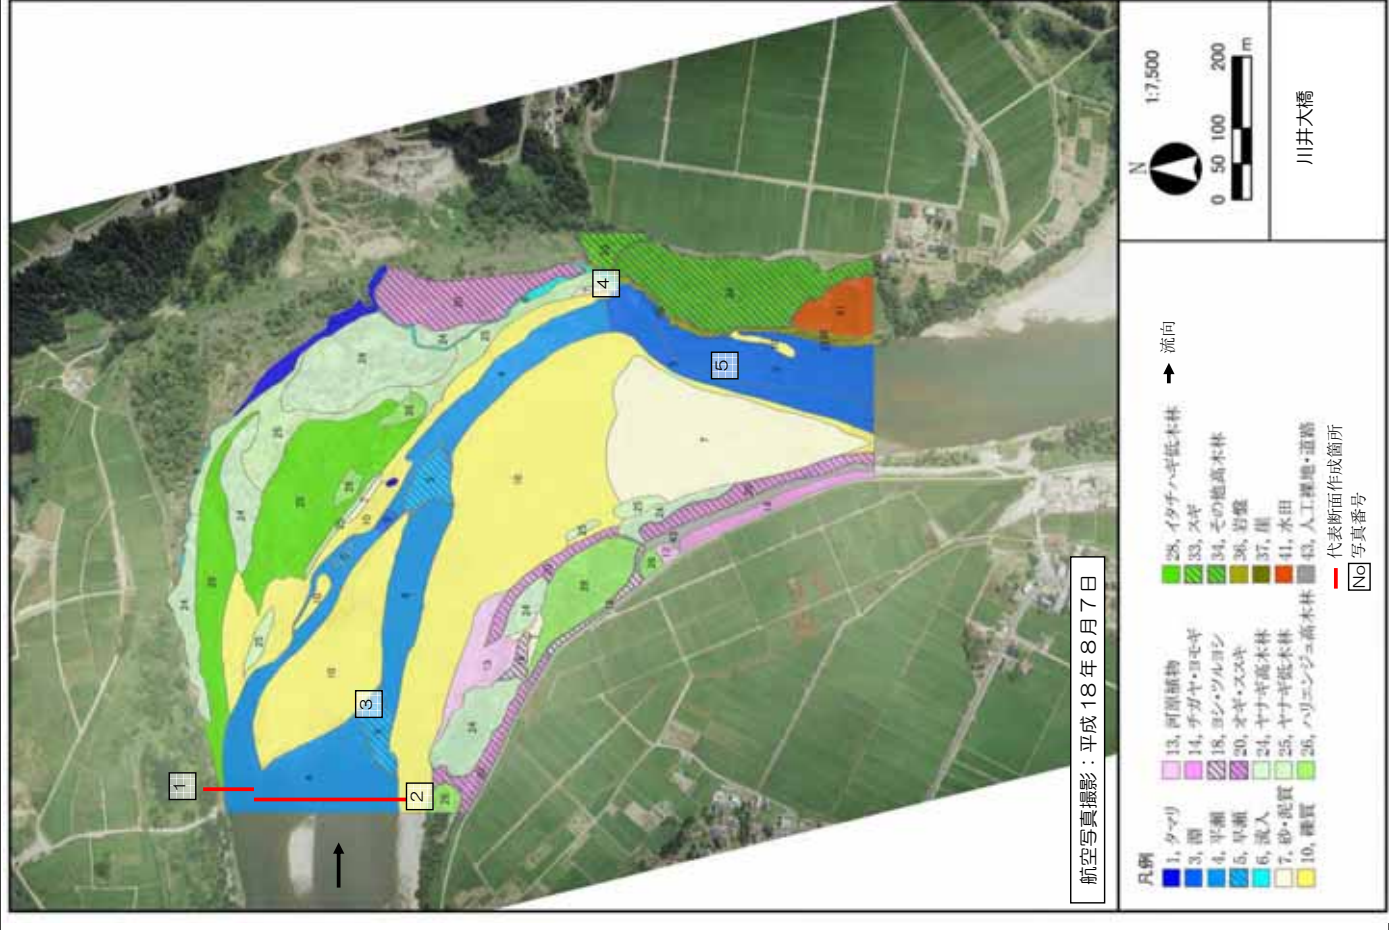 航空写真撮影：平成18年8月7日
1
2
3
4
5
凡例
1, タマリ
3, 淵
4, 平瀬
5, 早瀬
6, 流入
7, 砂・泥質
10, 礫質
13, 河原植物
14, チガヤ・ヨモギ
18, ヨシ・ツルヨシ
20, オギ・ススキ
24, ヤナギ高木林
25, ヤナギ低木林
26, ハリエンジュ高木林
28, イタチハギ低木林
33, スギ
34, その他高木林
36, 岩盤
37, 崖
41, 水田
43, 人工裸地・道路
流向
代表断面作成箇所
No 写真番号
N
1:7,500
0 50 100 200
m
川井大橋